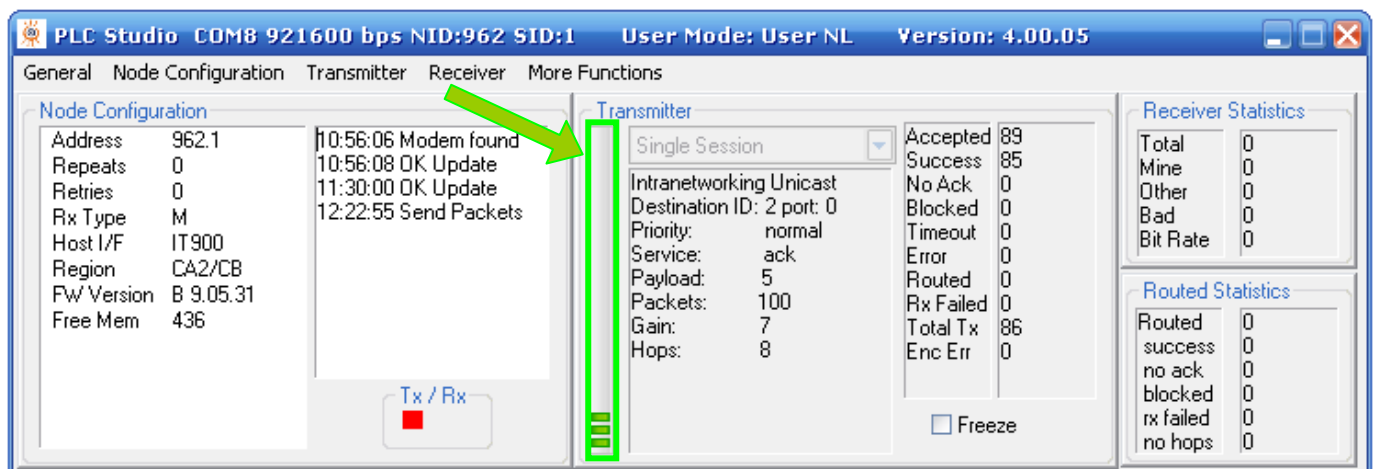 PLC Studio COM8 921600 bps NID:962 SID:1 User Mode: User NL Version: 4.00.05
General Node Configuration Transmitter Receiver More Functions
Node Configuration
Address 962.1
Repeats 0
Retries 0
Rx Type M
Host I/F IT900
Region CA2/CB
FW Version B 9.05.31
Free Mem 436
10:56:06 Modem found
10:56:08 OK Update
11:30:00 OK Update
12:22:55 Send Packets
Tx / Rx
Transmitter
Single Session
Intranetworking Unicast
Destination ID: 2 port: 0
Priority: normal
Service: ack
Payload: 5
Packets: 100
Gain: 7
Hops: 8
Accepted 89
Success 85
No Ack 0
Blocked 0
Timeout 0
Error 0
Routed 0
Rx Failed 0
Total Tx 86
Enc Err 0
Freeze
Receiver Statistics
Total 0
Mine 0
Other 0
Bad 0
Bit Rate 0
Routed Statistics
Routed 0
success 0
no ack 0
blocked 0
rx failed 0
no hops 0